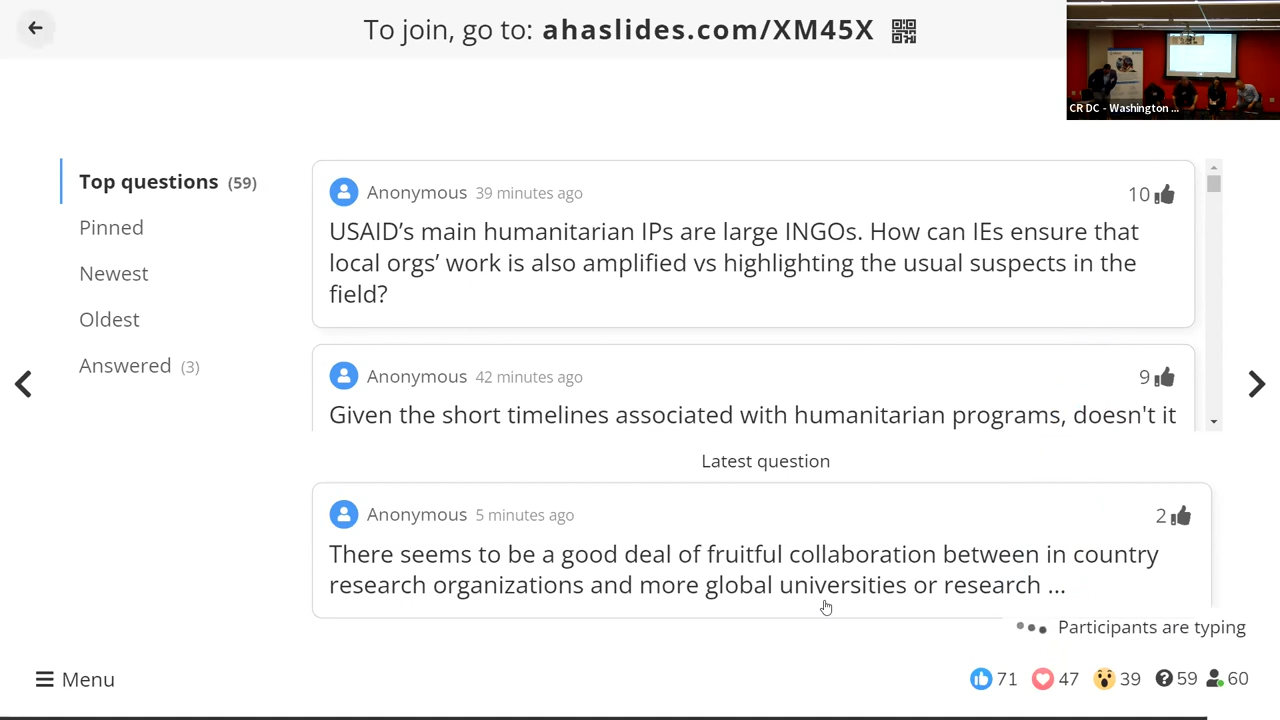 To join, go to: ahaslides.com/XM45X
CR DC - Washington ...
Top questions (59)
Pinned
Newest
Oldest
Answered (3)
Anonymous 39 minutes ago
10
USAID’s main humanitarian IPs are large INGOs. How can IEs ensure that
local orgs’ work is also amplified vs highlighting the usual suspects in the
field?
Anonymous 42 minutes ago
9
Given the short timelines associated with humanitarian programs, doesn't it
Latest question
Anonymous 5 minutes ago
2
There seems to be a good deal of fruitful collaboration between in country
research organizations and more global universities or research ...
Participants are typing
Menu
71 47 39 59 60